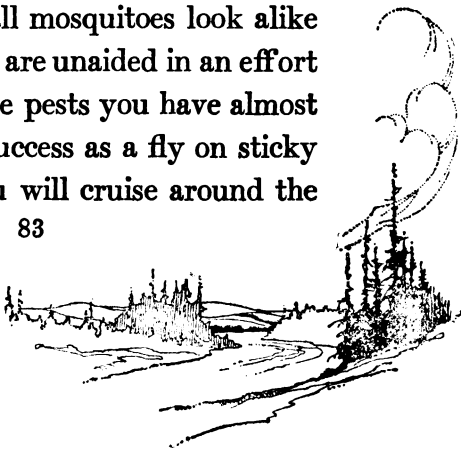 all mosquitoes look alike
are unaided in an effort
e pests you have almost
uccess as a fly on sticky
will cruise around the
83